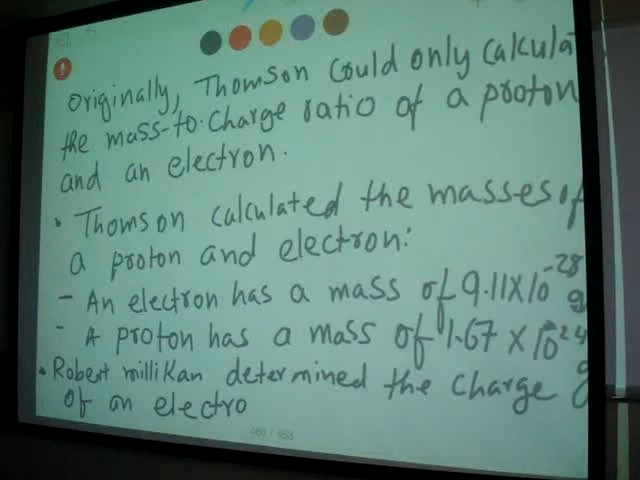 Originally, Thomson Could only Calcula
the mass-to-Charge ratio of a proton
and an electron.
• Thomson calculated the masses of
a proton and electron:
- An electron has a mass of 9.11X10⁻²⁸ g
- A proton has a mass of 1.67 X 10⁻²⁴ g
• Robert millikan determined the Charge
of an electro